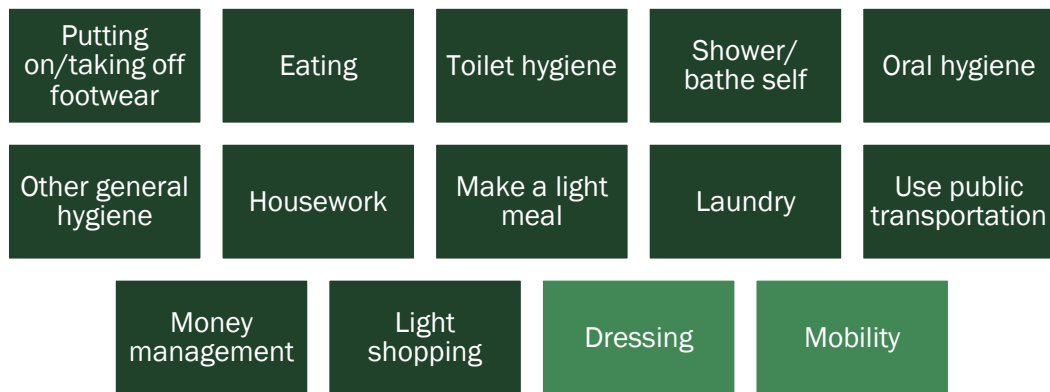 Putting
on/taking off
footwear
Eating
Toilet hygiene
Shower/
bathe self
Oral hygiene
Other general
hygiene
Housework
Make a light
meal
Laundry
Use public
transportation
Money
management
Light
shopping
Dressing
Mobility